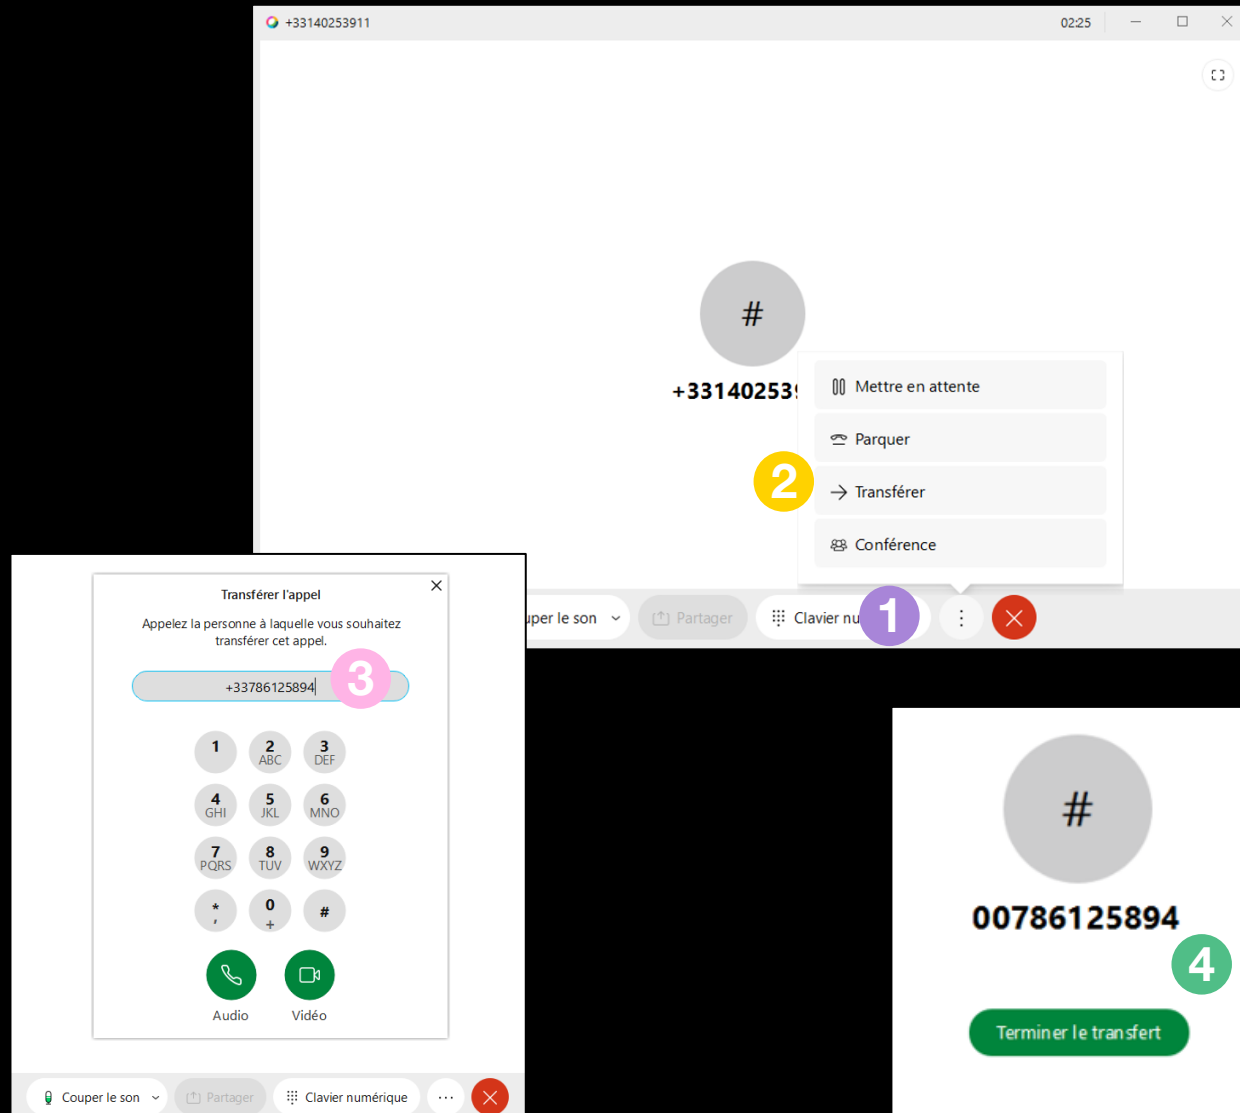 +33140253911
02:25
#
+331402539
Mettre en attente
Parquer
2
Transférer
Conférence
uper le son
Partager
Clavier nu
1
Transférer l'appel
Appelez la personne à laquelle vous souhaitez
transférer cet appel.
+33786125894
3
1
2
ABC
3
DEF
4
GHI
5
JKL
6
MNO
7
PQRS
8
TUV
9
WXYZ
*
,
0
+
#
Audio
Vidéo
Couper le son
Partager
Clavier numérique
#
00786125894
4
Terminer le transfert